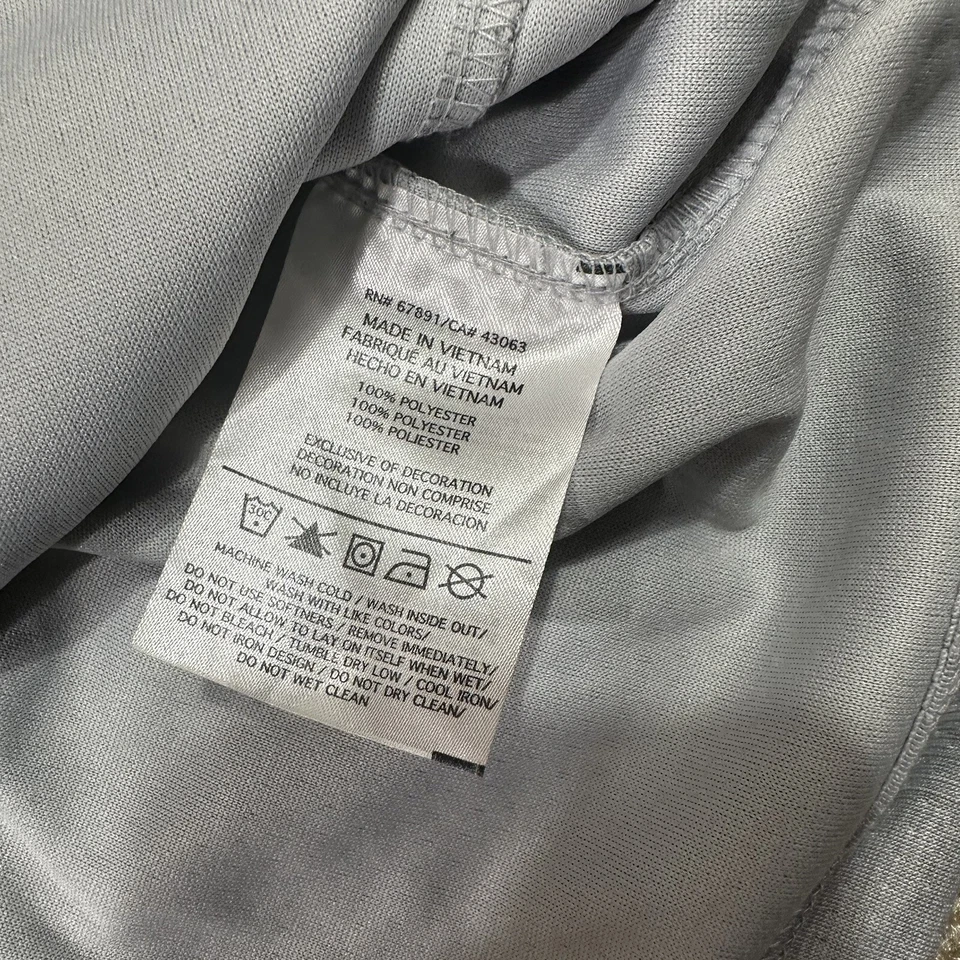 RN# 67891/CA# 43063
MADE IN VIETNAM
FABRIQUÉ AU VIETNAM
HECHO EN VIETNAM
100% POLYESTER
100% POLYESTER
100% POLIESTER
EXCLUSIVE OF DECORATION
DECORATION NON COMPRISE
NO INCLUYE LA DECORACION
30C
MACHINE WASH COLD / WASH INSIDE OUT/
WASH WITH LIKE COLORS/
DO NOT USE SOFTNERS / REMOVE IMMEDIATELY/
DO NOT ALLOW TO LAY ON ITSELF WHEN WET/
DO NOT BLEACH / TUMBLE DRY LOW / COOL IRON/
DO NOT IRON DESIGN / DO NOT DRY CLEAN/
DO NOT WET CLEAN